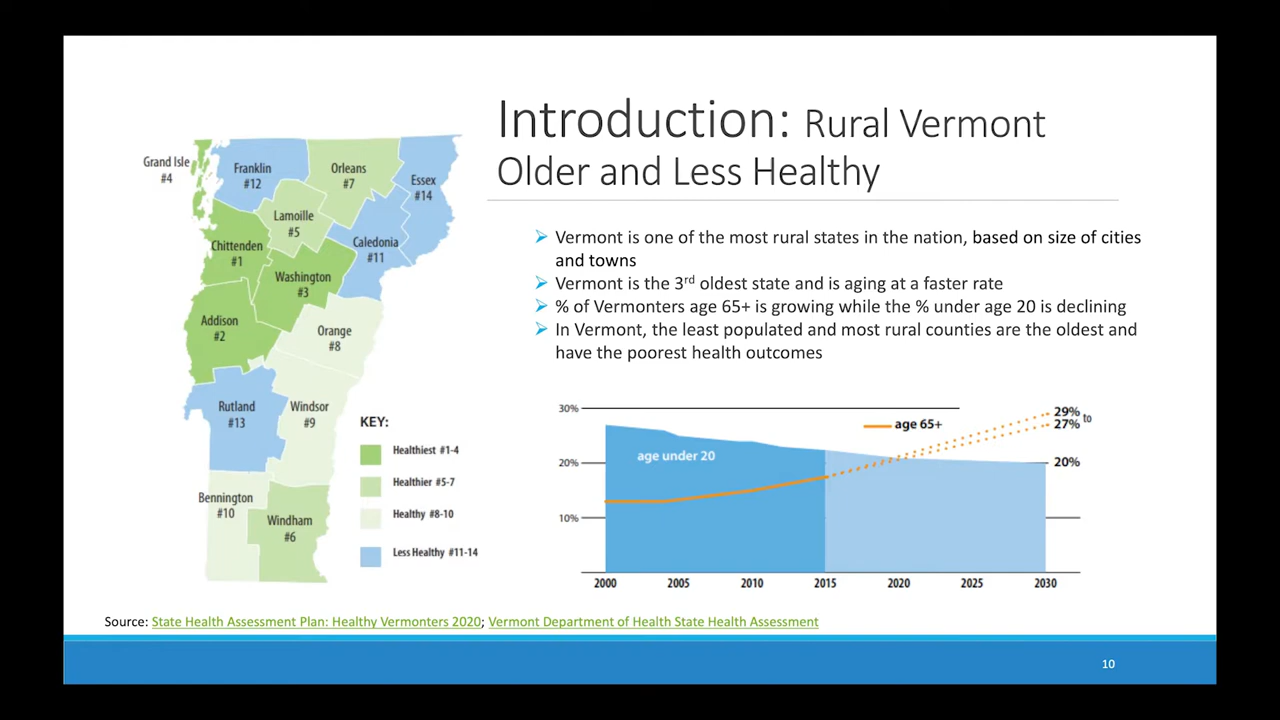 Introduction: Rural Vermont
Older and Less Healthy
Grand Isle
#4
Franklin
#12
Orleans
#7
Essex
#14
Lamoille
#5
Chittenden
#1
Caledonia
#11
Washington
#3
Addison
#2
Orange
#8
Rutland
#13
Windsor
#9
Bennington
#10
Windham
#6
KEY:
Healthiest #1-4
Healthier #5-7
Healthy #8-10
Less Healthy #11-14
Vermont is one of the most rural states in the nation, based on size of cities
and towns
Vermont is the 3rd oldest state and is aging at a faster rate
% of Vermonters age 65+ is growing while the % under age 20 is declining
In Vermont, the least populated and most rural counties are the oldest and
have the poorest health outcomes
30%
20%
10%
age under 20
age 65+
29% to
27%
20%
2000 2005 2010 2015 2020 2025 2030
Source: State Health Assessment Plan: Healthy Vermonters 2020; Vermont Department of Health State Health Assessment
10